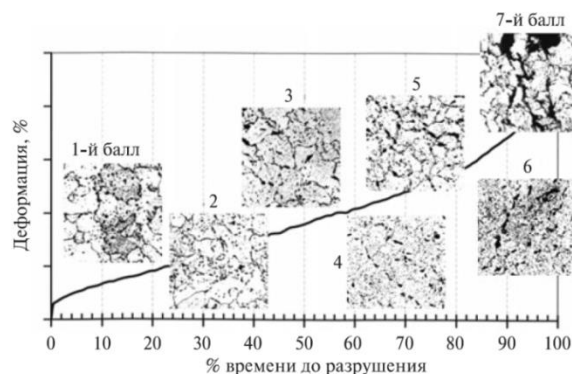 7-й балл
5
3
1-й балл
2
6
4
Деформация, %
0 10 20 30 40 50 60 70 80 90 100
% времени до разрушения